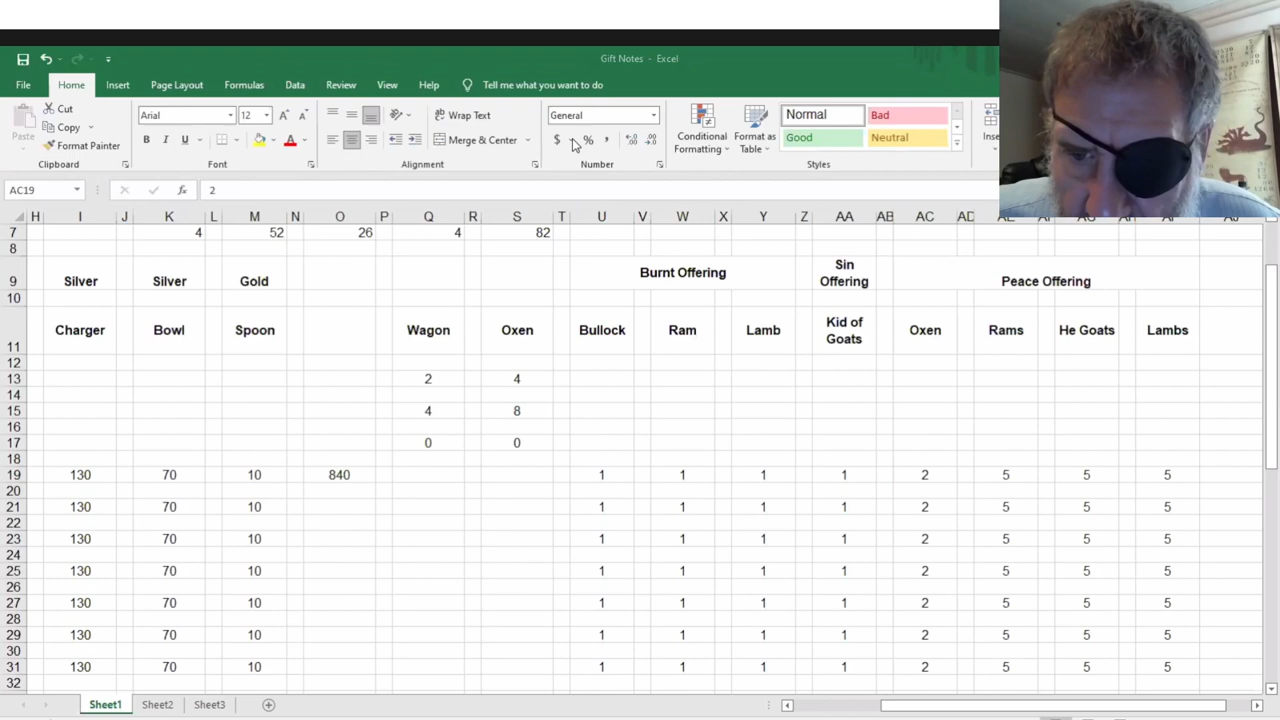 Gift Notes - Excel
File Home Insert Page Layout Formulas Data Review View Help Tell me what you want to do
Cut
Copy
Format Painter
Paste
Clipboard
Arial 12
B I U
Font
Wrap Text
Merge & Center
Alignment
General
$ % ,
Number
Conditional Formatting
Format as Table
Normal Bad
Good Neutral
Styles
AC19 fx 2
H I J K L M N O P Q R S T U V W X Y Z AA AB AC AD
7 4 52 26 4 82
8
9 Silver Silver Gold Burnt Offering Sin Offering Peace Offering
10
11 Charger Bowl Spoon Wagon Oxen Bullock Ram Lamb Kid of Goats Oxen Rams He Goats Lambs
12
13 2 4
14
15 4 8
16
17 0 0
18
19 130 70 10 840 1 1 1 1 2 5 5 5
20
21 130 70 10 1 1 1 1 2 5 5 5
22
23 130 70 10 1 1 1 1 2 5 5 5
24
25 130 70 10 1 1 1 1 2 5 5 5
26
27 130 70 10 1 1 1 1 2 5 5 5
28
29 130 70 10 1 1 1 1 2 5 5 5
30
31 130 70 10 1 1 1 1 2 5 5 5
32
Sheet1 Sheet2 Sheet3